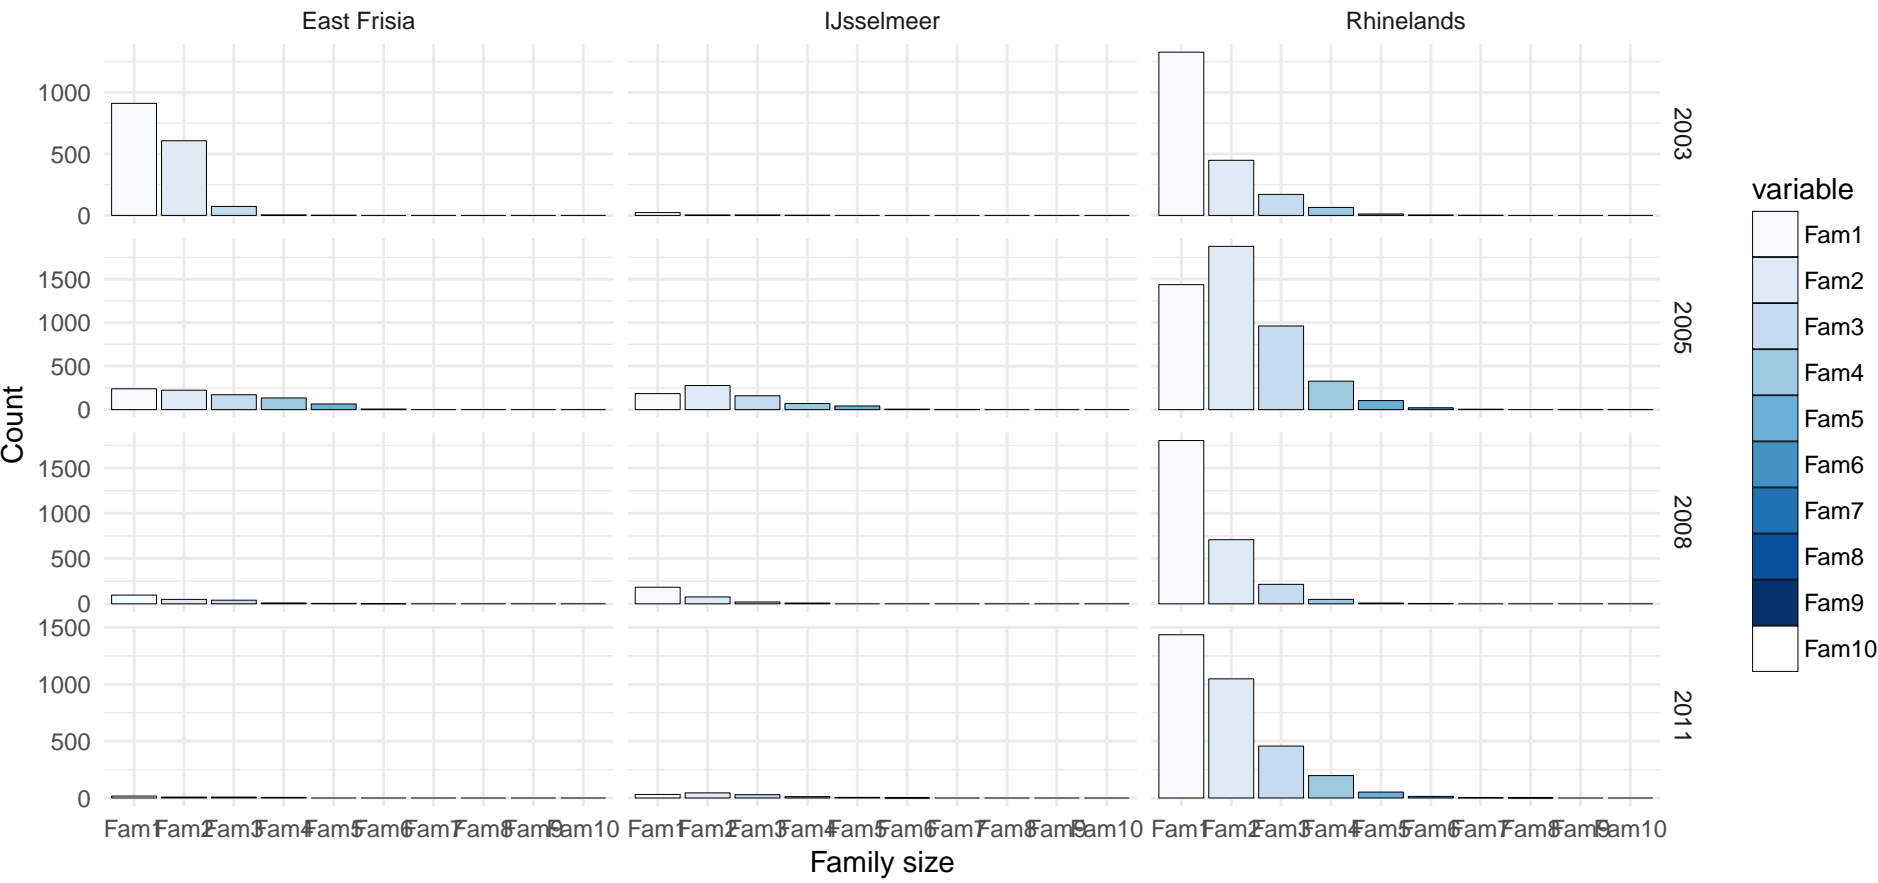 East Frisia IJsselmeer Rhinelands
1000
500
0
2003
1500
1000
500
0
2005
1500
1000
500
0
2008
1500
1000
500
0
2011
Count
Fam1 Fam2 Fam3 Fam4 Fam5 Fam6 Fam7 Fam8 Fam9 Fam10 Fam1 Fam2 Fam3 Fam4 Fam5 Fam6 Fam7 Fam8 Fam9 Fam10 Fam1 Fam2 Fam3 Fam4 Fam5 Fam6 Fam7 Fam8 Fam9 Fam10
Family size
variable
Fam1
Fam2
Fam3
Fam4
Fam5
Fam6
Fam7
Fam8
Fam9
Fam10